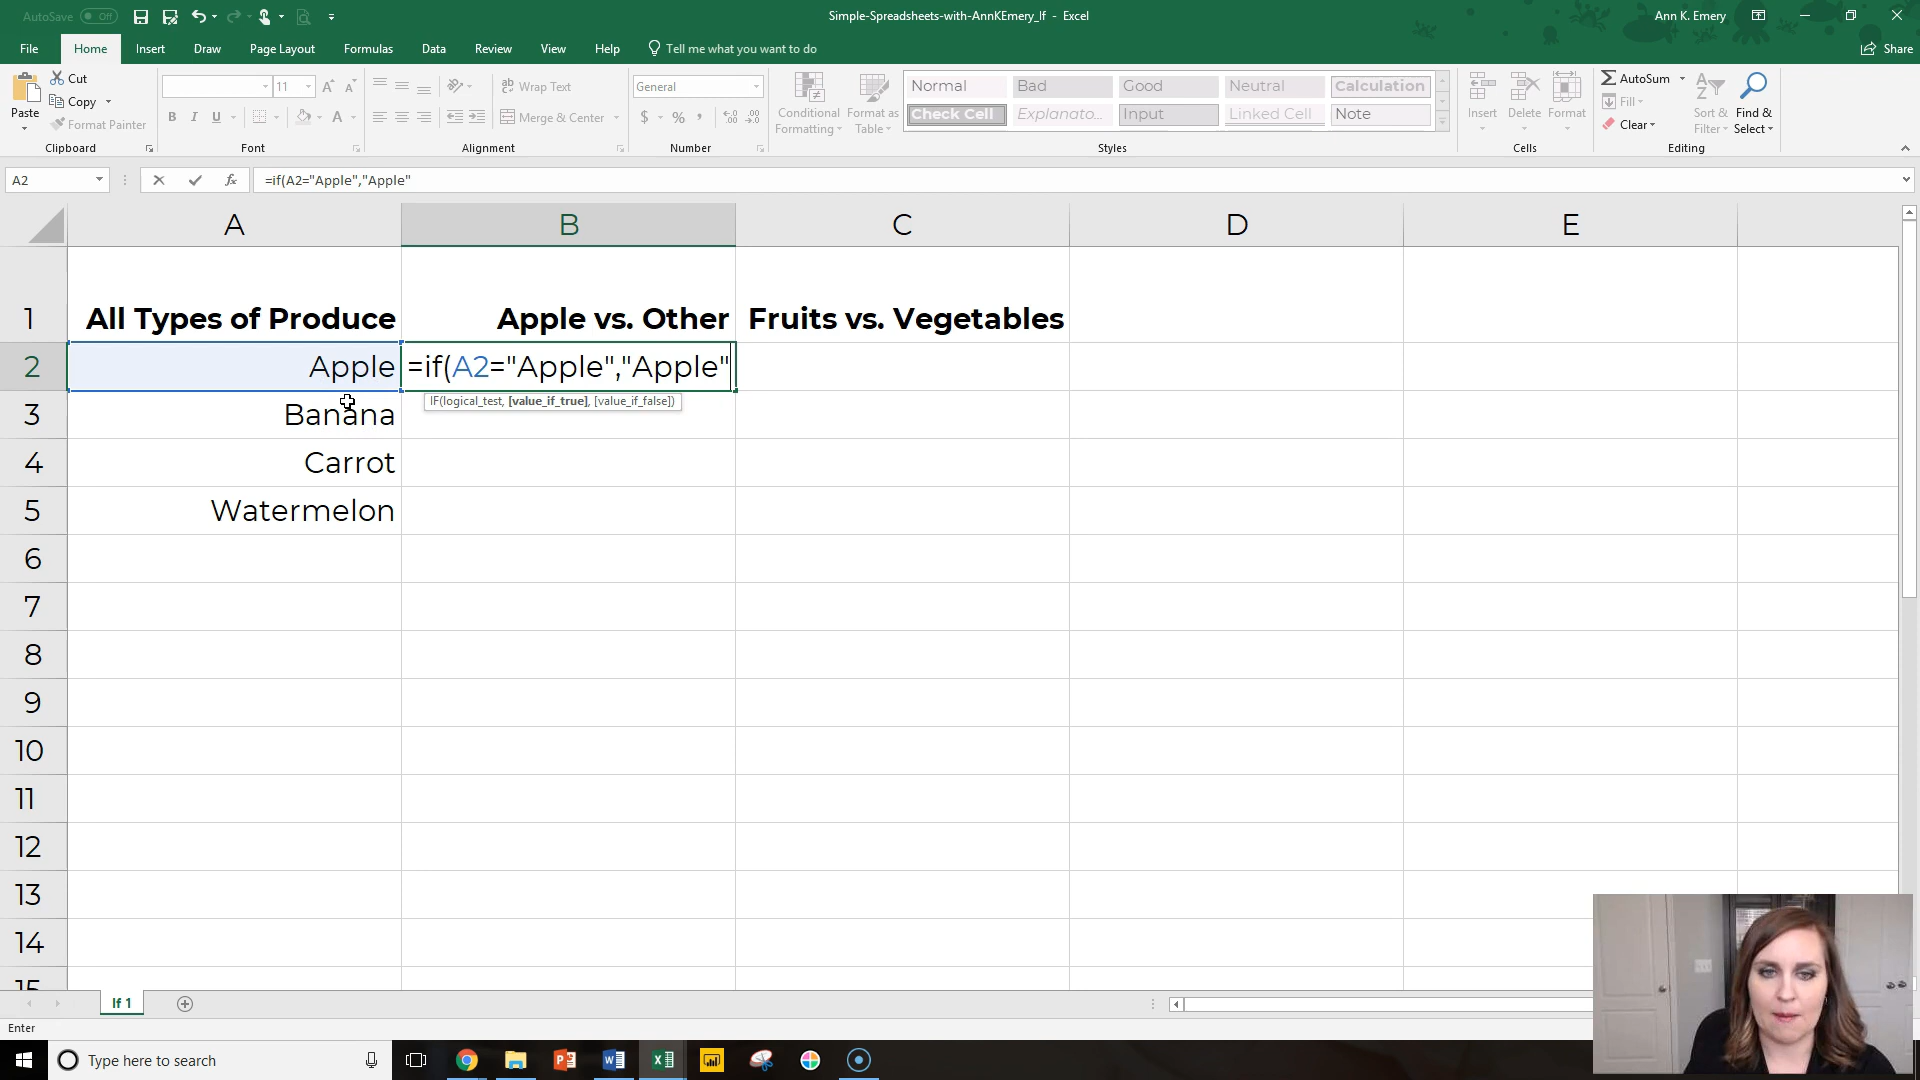 AutoSave Off
Simple-Spreadsheets-with-AnnKEmery_If - Excel
Ann K. Emery
File Home Insert Draw Page Layout Formulas Data Review View Help Tell me what you want to do
Share
Paste
Cut
Copy
Format Painter
Clipboard
11 A A
B I U A
Font
ab Wrap Text
Merge & Center
Alignment
General
$ % ,
Number
Conditional Formatting
Format as Table
Normal Bad Good Neutral Calculation
Check Cell Explanato... Input Linked Cell Note
Styles
Insert Delete Format
Cells
AutoSum
Fill
Clear
Sort & Filter
Find & Select
Editing
A2 fx =if(A2="Apple","Apple"
A B C D E
1 All Types of Produce Apple vs. Other Fruits vs. Vegetables
2 Apple =if(A2="Apple","Apple"
IF(logical_test, [value_if_true], [value_if_false])
3 Banana
4 Carrot
5 Watermelon
6
7
8
9
10
11
12
13
14
15
If 1
Enter
Type here to search